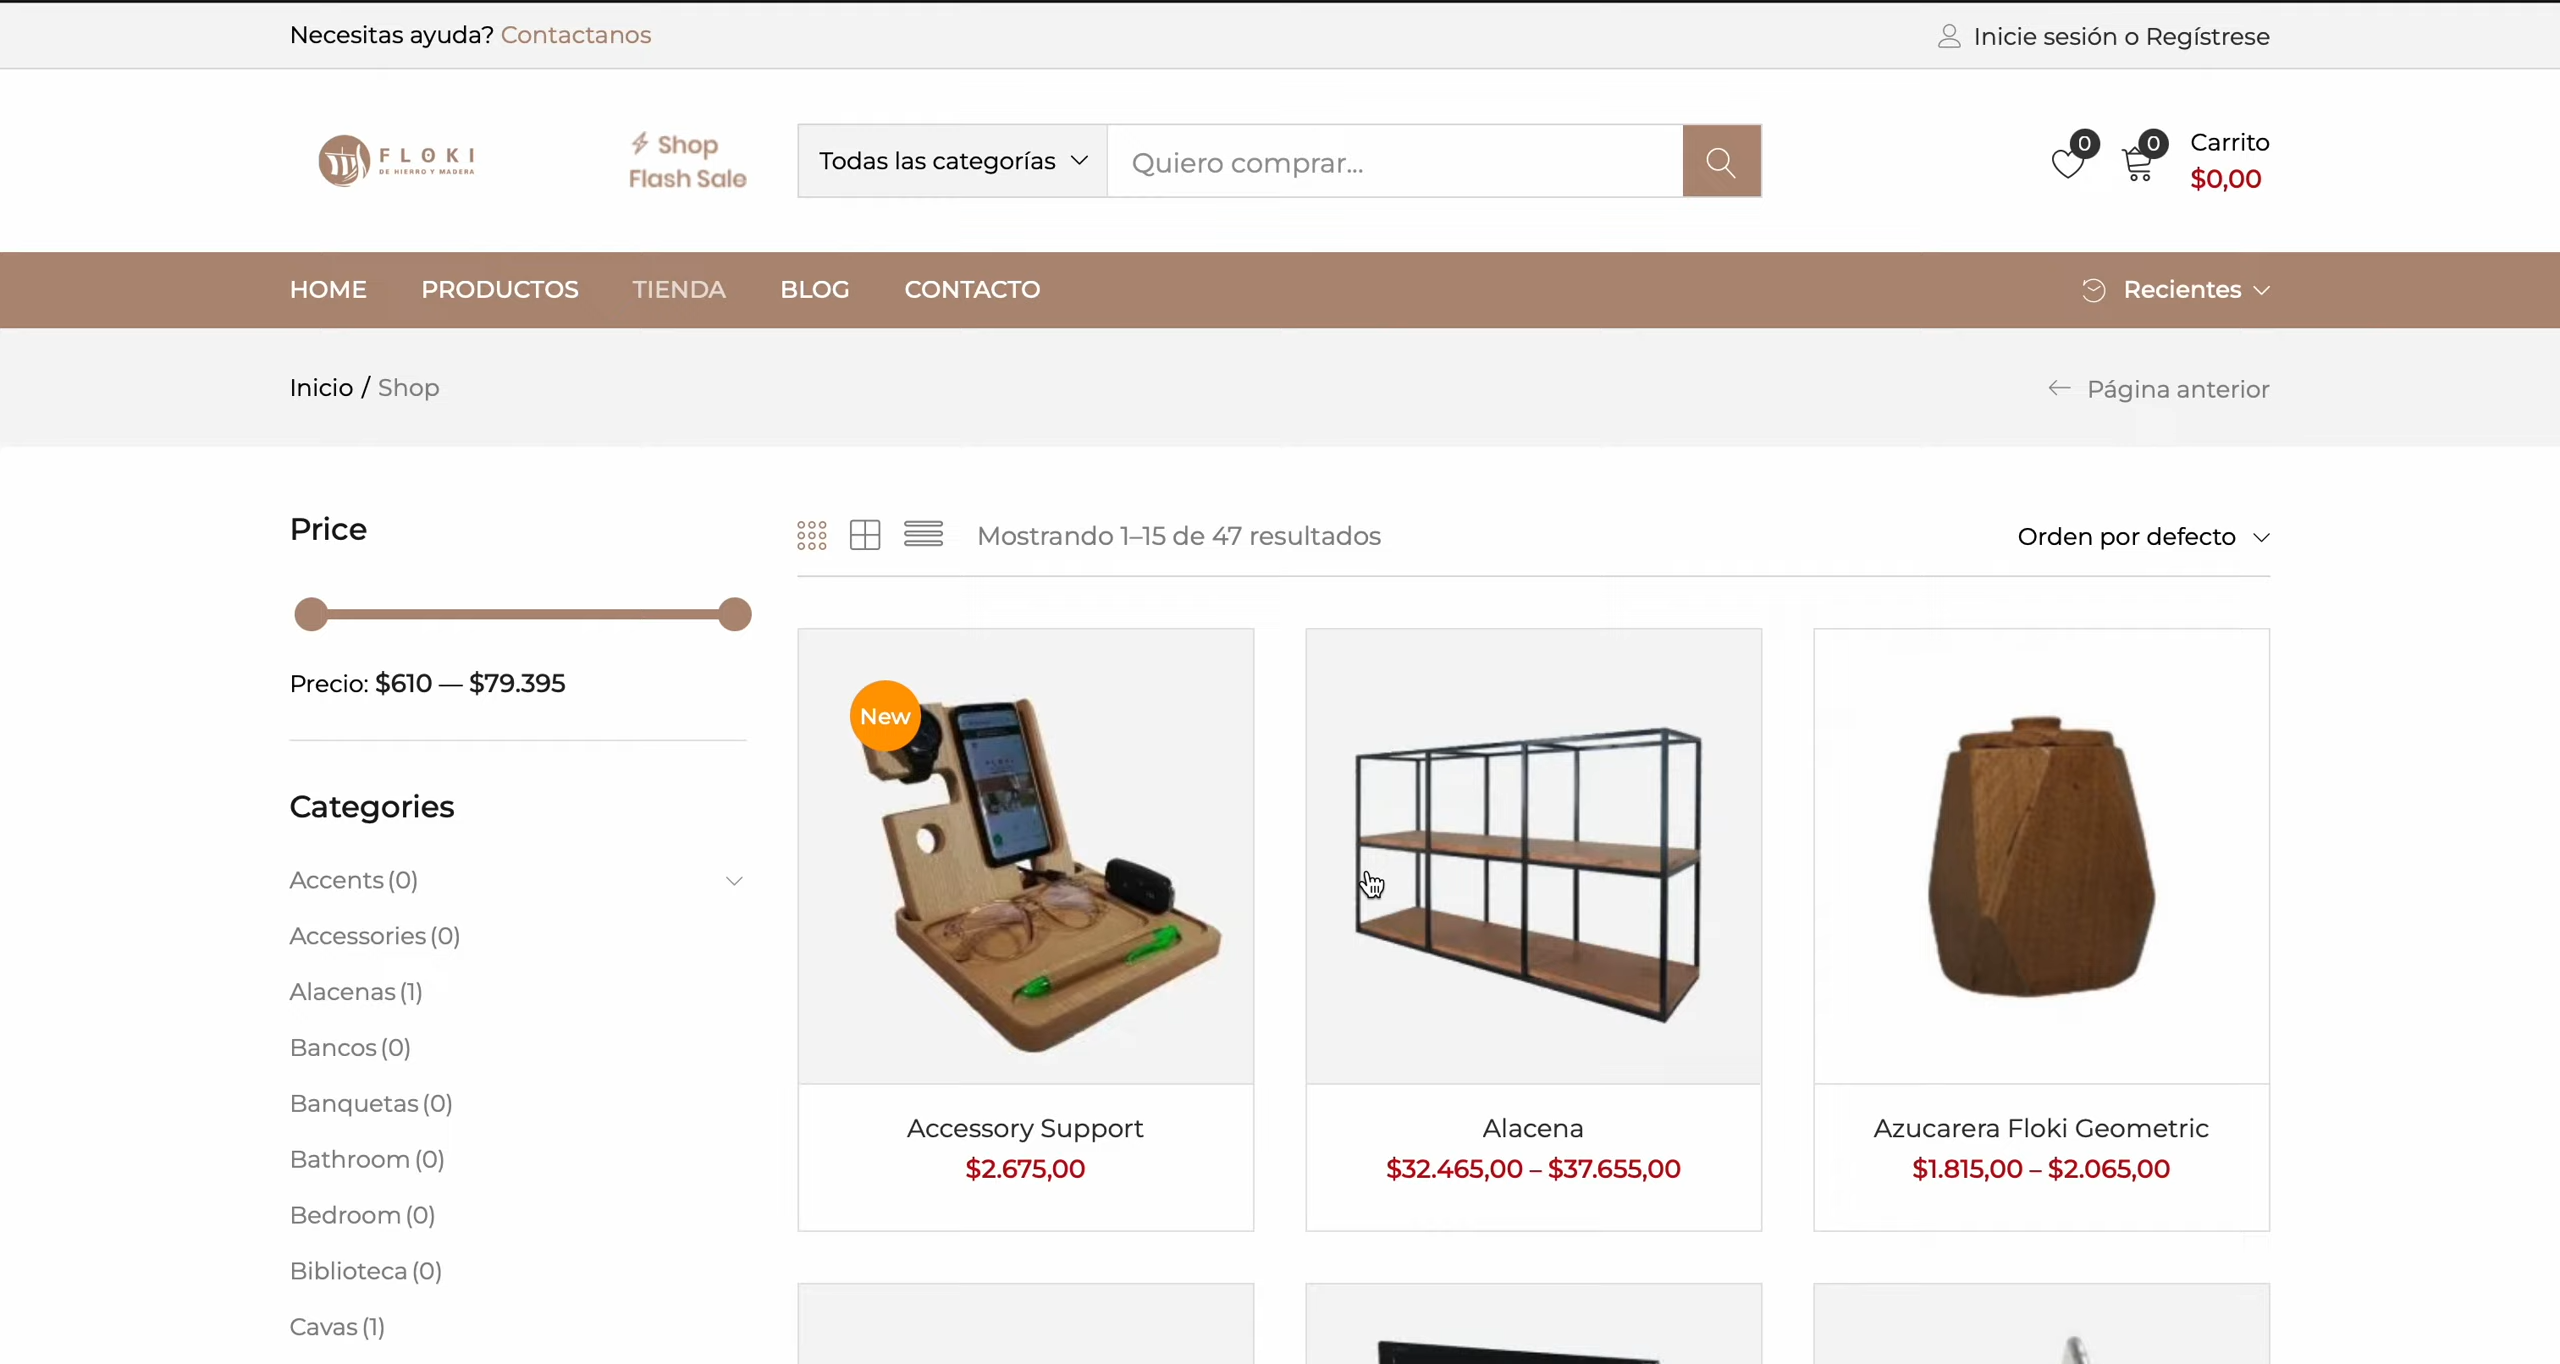 Necesitas ayuda? Contactanos
Inicie sesión o Regístrese
FLOKI
DE HIERRO Y MADERA
Shop
Flash Sale
Todas las categorías
Quiero comprar...
0
0
Carrito
$0,00
HOME
PRODUCTOS
TIENDA
BLOG
CONTACTO
Recientes
Inicio / Shop
Página anterior
Price
Precio: $610 — $79.395
Categories
Accents (0)
Accessories (0)
Alacenas (1)
Bancos (0)
Banquetas (0)
Bathroom (0)
Bedroom (0)
Biblioteca (0)
Cavas (1)
Mostrando 1–15 de 47 resultados
Orden por defecto
New
Accessory Support
$2.675,00
Alacena
$32.465,00 – $37.655,00
Azucarera Floki Geometric
$1.815,00 – $2.065,00